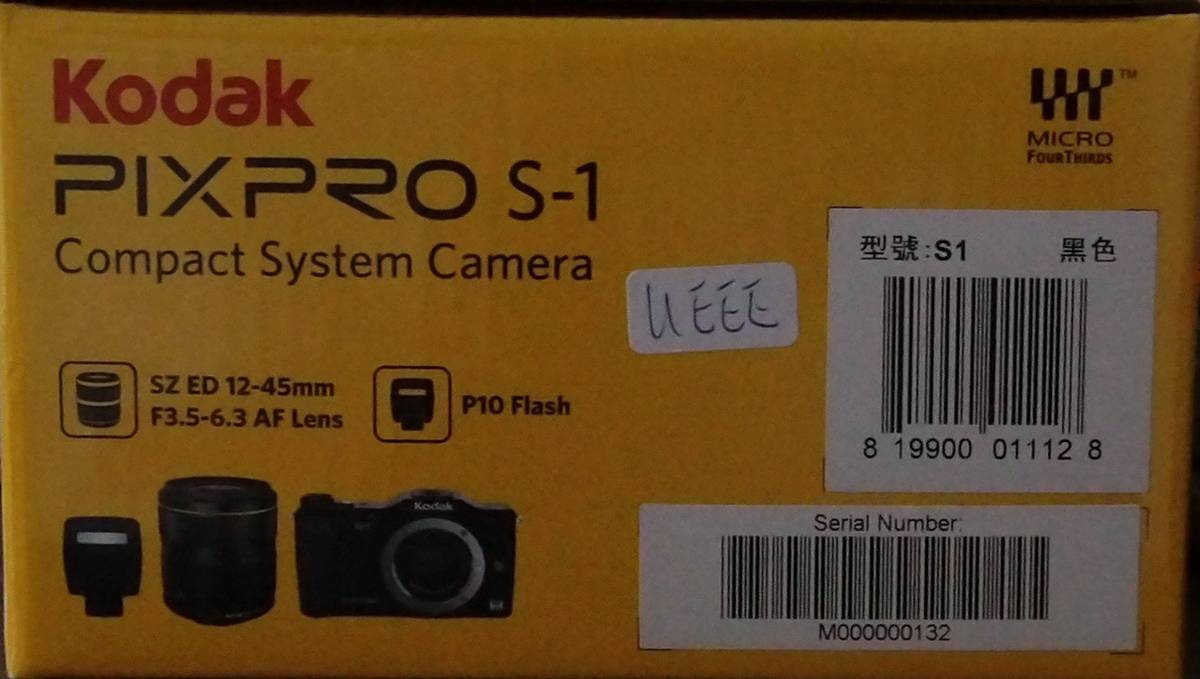 Kodak
PIXPRO S-1
Compact System Camera
TM
MICRO
FOURTHIRDS
型號:S1 黑色
8 19900 01112 8
UEEE
SZ ED 12-45mm
F3.5-6.3 AF Lens
P10 Flash
Kodak
Serial Number:
M000000132